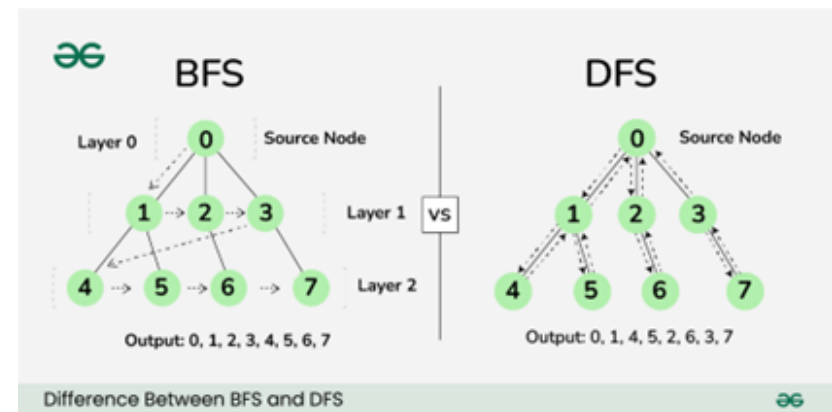 BFS
Layer 0
0
Source Node
1
2
3
Layer 1
4
5
6
7
Layer 2
Output: 0, 1, 2, 3, 4, 5, 6, 7
vs
DFS
0
Source Node
1
2
3
4
5
6
7
Output: 0, 1, 4, 5, 2, 6, 3, 7
Difference Between BFS and DFS